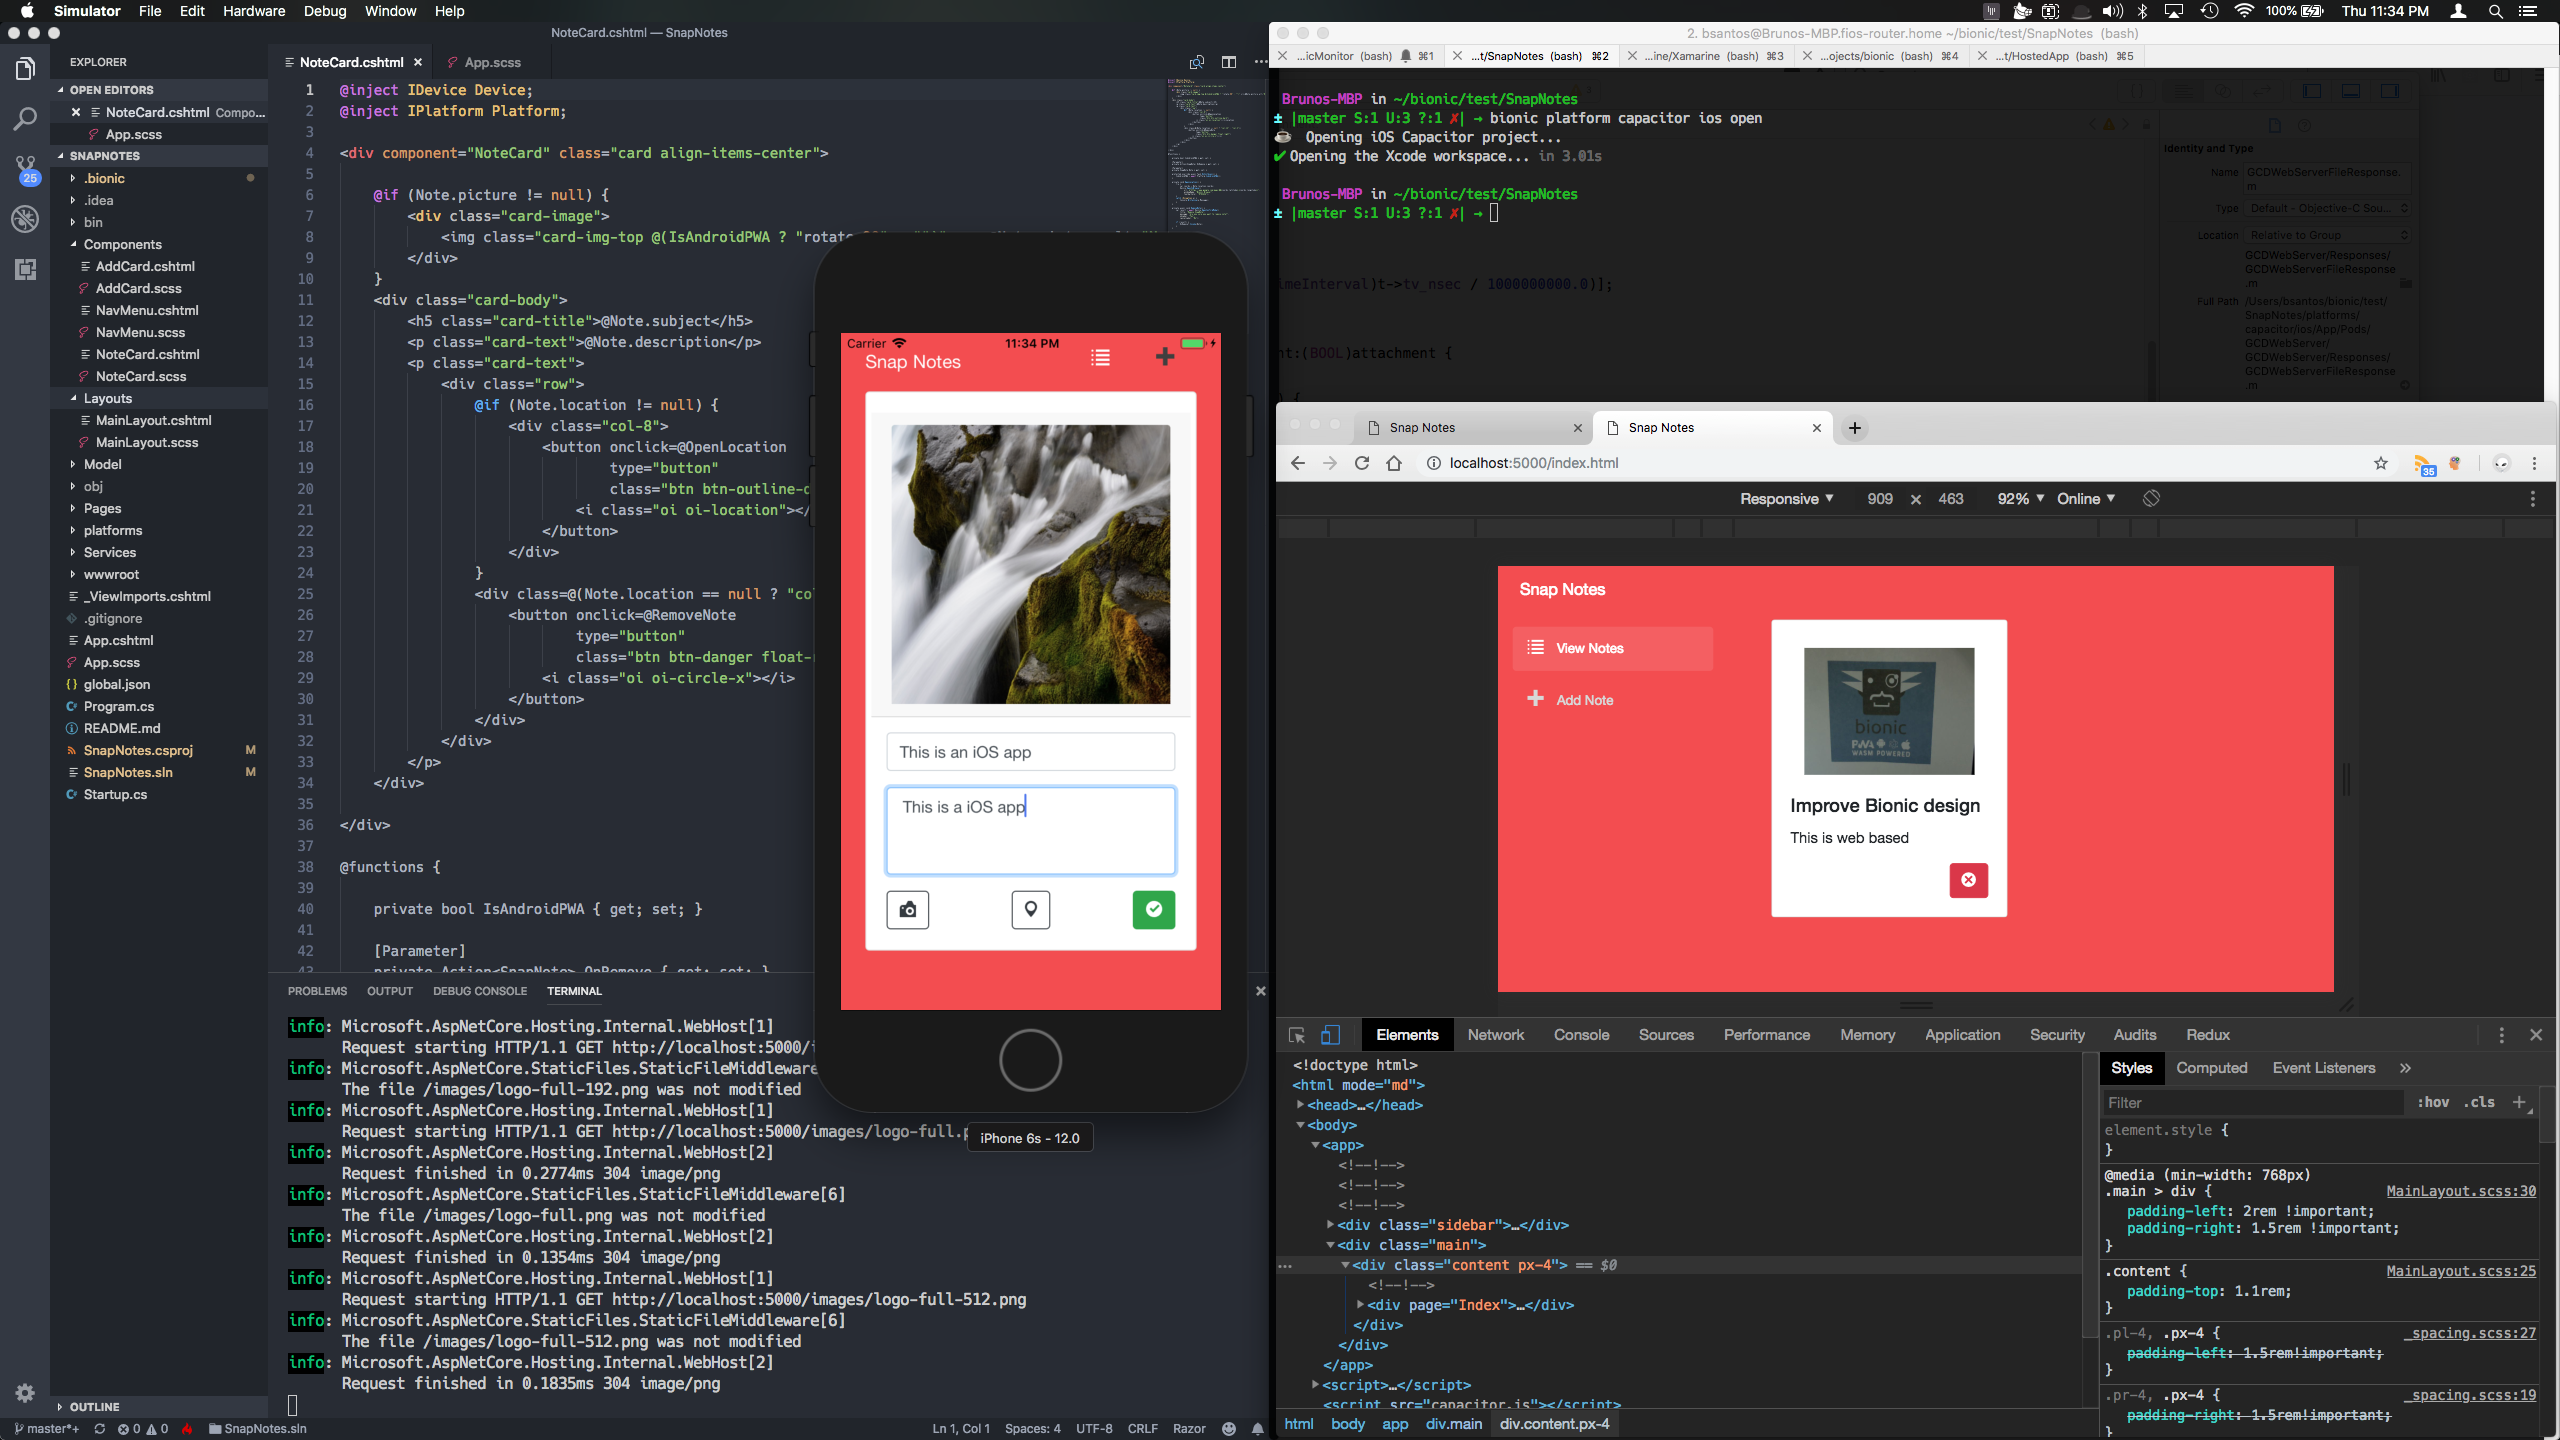 Simulator File Edit Hardware Debug Window Help
100% Thu 11:34 PM
NoteCard.cshtml — SnapNotes
EXPLORER
OPEN EDITORS
NoteCard.cshtml Compo...
App.scss
SNAPNOTES
25
.bionic
.idea
bin
Components
AddCard.cshtml
AddCard.scss
NavMenu.cshtml
NavMenu.scss
NoteCard.cshtml
NoteCard.scss
Layouts
MainLayout.cshtml
MainLayout.scss
Model
obj
Pages
platforms
Services
wwwroot
_ViewImports.cshtml
.gitignore
App.cshtml
App.scss
global.json
Program.cs
README.md
SnapNotes.csproj M
SnapNotes.sln M
Startup.cs
OUTLINE
NoteCard.cshtml App.scss
1 @inject IDevice Device;
2 @inject IPlatform Platform;
3
4 <div component="NoteCard" class="card align-items-center">
5
6 @if (Note.picture != null) {
7 <div class="card-image">
8 <img class="card-img-top @(IsAndroidPWA ? "rotate
9 </div>
10 }
11 <div class="card-body">
12 <h5 class="card-title">@Note.subject</h5>
13 <p class="card-text">@Note.description</p>
14 <p class="card-text">
15 <div class="row">
16 @if (Note.location != null) {
17 <div class="col-8">
18 <button onclick=@OpenLocation
19 type="button"
20 class="btn btn-outline-d
21 <i class="oi oi-location"></
22 </button>
23 </div>
24 }
25 <div class=@(Note.location == null ? "co
26 <button onclick=@RemoveNote
27 type="button"
28 class="btn btn-danger float-r
29 <i class="oi oi-circle-x"></i>
30 </button>
31 </div>
32 </div>
33 </p>
34 </div>
35
36 </div>
37
38 @functions {
39
40 private bool IsAndroidPWA { get; set; }
41
42 [Parameter]
43 private Action<SnapNote> OnRemove { get; set; }
PROBLEMS OUTPUT DEBUG CONSOLE TERMINAL
info: Microsoft.AspNetCore.Hosting.Internal.WebHost[1]
Request starting HTTP/1.1 GET http://localhost:5000/i
info: Microsoft.AspNetCore.StaticFiles.StaticFileMiddleware
The file /images/logo-full-192.png was not modified
info: Microsoft.AspNetCore.Hosting.Internal.WebHost[1]
Request starting HTTP/1.1 GET http://localhost:5000/images/logo-full.p
info: Microsoft.AspNetCore.Hosting.Internal.WebHost[2]
Request finished in 0.2774ms 304 image/png
info: Microsoft.AspNetCore.StaticFiles.StaticFileMiddleware[6]
The file /images/logo-full.png was not modified
info: Microsoft.AspNetCore.Hosting.Internal.WebHost[2]
Request finished in 0.1354ms 304 image/png
info: Microsoft.AspNetCore.Hosting.Internal.WebHost[1]
Request starting HTTP/1.1 GET http://localhost:5000/images/logo-full-512.png
info: Microsoft.AspNetCore.StaticFiles.StaticFileMiddleware[6]
The file /images/logo-full-512.png was not modified
info: Microsoft.AspNetCore.Hosting.Internal.WebHost[2]
Request finished in 0.1835ms 304 image/png
master*+ 0 0 SnapNotes.sln Ln 1, Col 1 Spaces: 4 UTF-8 CRLF Razor
Carrier 11:34 PM
Snap Notes
This is an iOS app
This is a iOS app
iPhone 6s - 12.0
2. bsantos@Brunos-MBP.fios-router.home ~/bionic/test/SnapNotes (bash)
...icMonitor (bash) ⌘1 ...t/SnapNotes (bash) ⌘2 ...ine/Xamarine (bash) ⌘3 ...ojects/bionic (bash) ⌘4 ...t/HostedApp (bash) ⌘5
Brunos-MBP in ~/bionic/test/SnapNotes
± |master S:1 U:3 ?:1 ✗| → bionic platform capacitor ios open
☕ Opening iOS Capacitor project...
✔ Opening the Xcode workspace... in 3.01s
Brunos-MBP in ~/bionic/test/SnapNotes
± |master S:1 U:3 ?:1 ✗| →
imeInterval)t->tv_nsec / 1000000000.0)];
nt:(BOOL)attachment {
) {
Identity and Type
Name GCDWebServerFileResponse.
m
Type Default - Objective-C Sou...
Location Relative to Group
GCDWebServer/Responses/
GCDWebServerFileResponse
.m
Full Path /Users/bsantos/bionic/test/
SnapNotes/platforms/
capacitor/ios/App/Pods/
GCDWebServer/
GCDWebServer/Responses/
GCDWebServerFileResponse
.m
Snap Notes Snap Notes
localhost:5000/index.html
35
Responsive 909 × 463 92% Online
Snap Notes
View Notes
Add Note
bionic
PWA
WASM POWERED
Improve Bionic design
This is web based
Elements Network Console Sources Performance Memory Application Security Audits Redux
<!doctype html>
<html mode="md">
<head>…</head>
<body>
<app>
<!--!-->
<!--!-->
<!--!-->
<div class="sidebar">…</div>
<div class="main">
<div class="content px-4"> == $0
<!--!-->
<div page="Index">…</div>
</div>
</div>
</app>
<script>…</script>
<script src="capacitor.js"></script>
html body app div.main div.content.px-4
Styles Computed Event Listeners »
Filter :hov .cls +
element.style {
}
@media (min-width: 768px)
.main > div { MainLayout.scss:30
padding-left: 2rem !important;
padding-right: 1.5rem !important;
}
.content { MainLayout.scss:25
padding-top: 1.1rem;
}
.pl-4, .px-4 { _spacing.scss:27
padding-left: 1.5rem!important;
}
.pr-4, .px-4 { _spacing.scss:19
padding-right: 1.5rem!important;
}